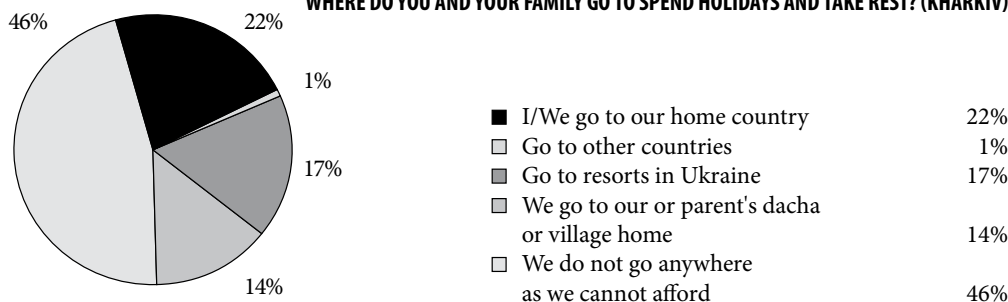 WHERE DO YOU AND YOUR FAMILY GO TO SPEND HOLIDAYS AND TAKE REST? (KHARKIV)
46%
22%
1%
17%
14%
I/We go to our home country 22%
Go to other countries 1%
Go to resorts in Ukraine 17%
We go to our or parent's dacha
or village home 14%
We do not go anywhere
as we cannot afford 46%